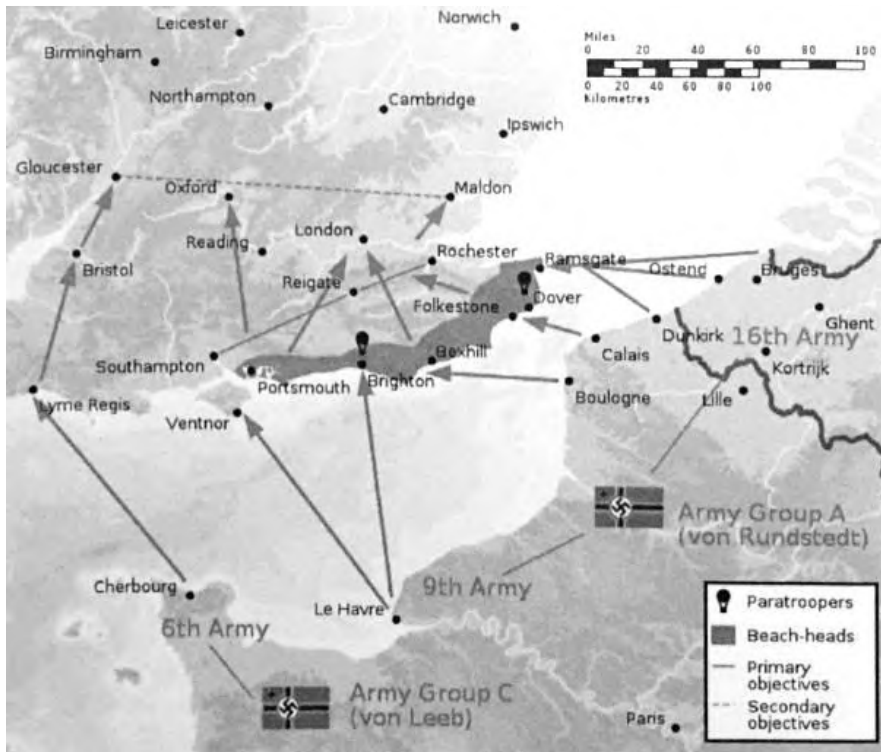 Leicester
Norwich
Birmingham
Miles
0 20 40 60 80 100
0 20 40 60 80 100
Kilometres
Northampton
Cambridge
Ipswich
Gloucester
Oxford
Maldon
London
Bristol
Reading
Rochester
Ramsgate
Reigate
Ostend
Bruges
Folkestone
Dover
Ghent
Dunkirk
16th Army
Southampton
Bexhill
Calais
Kortrijk
Portsmouth
Brighton
Lyme Regis
Boulogne
Lille
Ventnor
Army Group A
(von Rundstedt)
Cherbourg
9th Army
Le Havre
6th Army
Paratroopers
Beach-heads
Primary
objectives
Secondary
objectives
Army Group C
(von Leeb)
Paris